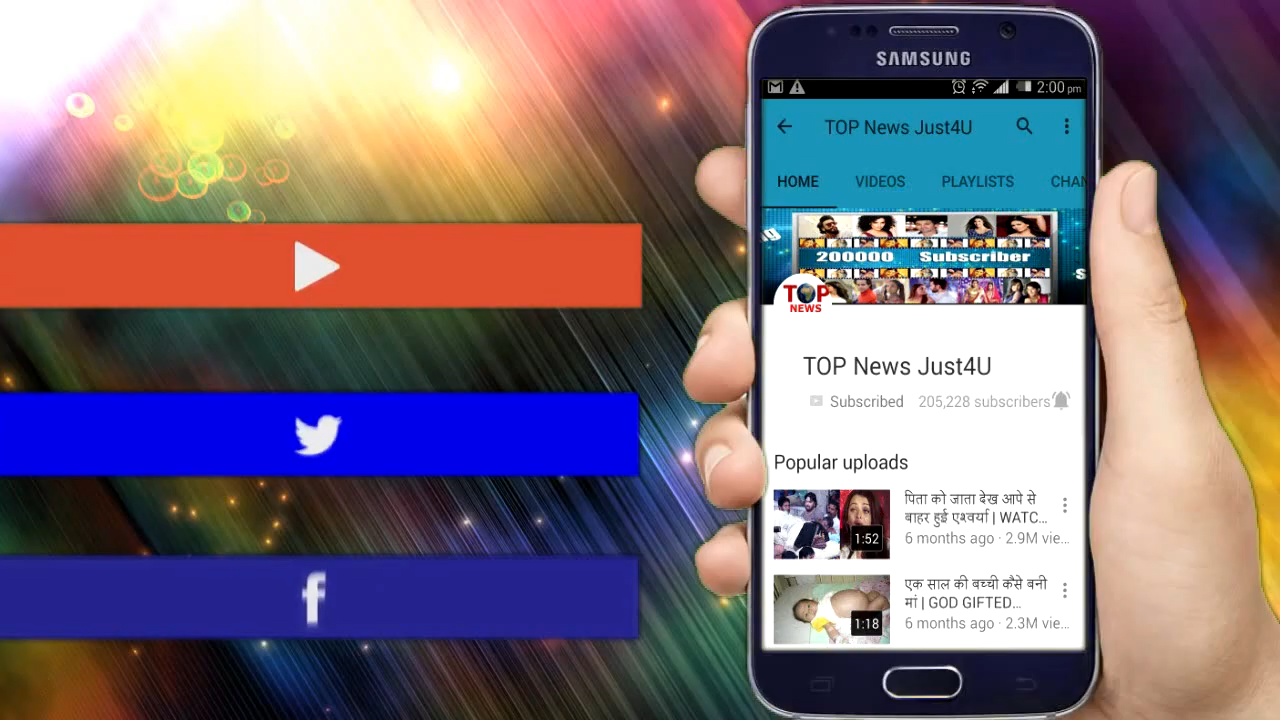 SAMSUNG
2:00 pm
TOP News Just4U
HOME VIDEOS PLAYLISTS CHAN
200000 Subscriber
TOP
NEWS
TOP News Just4U
Subscribed 205,228 subscribers
Popular uploads
पिता को जाता देख आपे से
बाहर हुई एश्वर्या | WATC...
1:52
6 months ago · 2.9M vie...
एक साल की बच्ची कैसे बनी
मां | GOD GIFTED...
1:18
6 months ago · 2.3M vie...